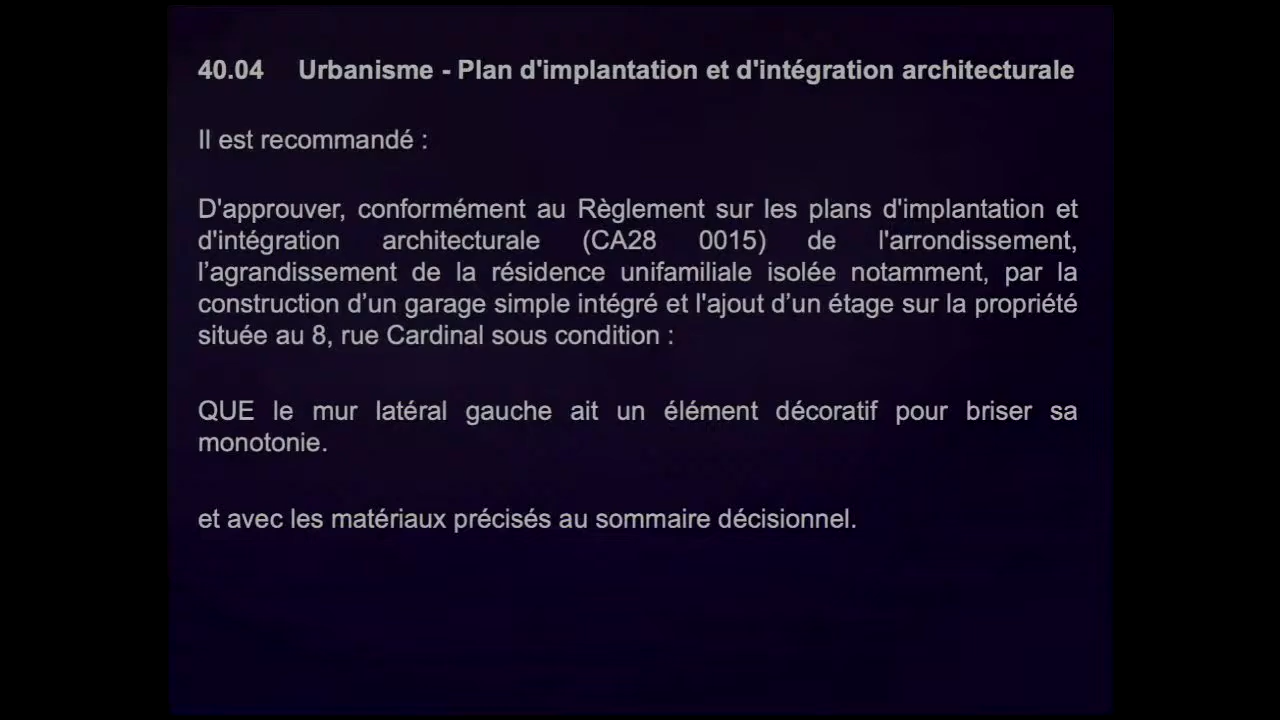 40.04 Urbanisme - Plan d'implantation et d'intégration architecturale
Il est recommandé :
D'approuver, conformément au Règlement sur les plans d'implantation et
d'intégration architecturale (CA28 0015) de l'arrondissement,
l’agrandissement de la résidence unifamiliale isolée notamment, par la
construction d’un garage simple intégré et l'ajout d’un étage sur la propriété
située au 8, rue Cardinal sous condition :
QUE le mur latéral gauche ait un élément décoratif pour briser sa
monotonie.
et avec les matériaux précisés au sommaire décisionnel.